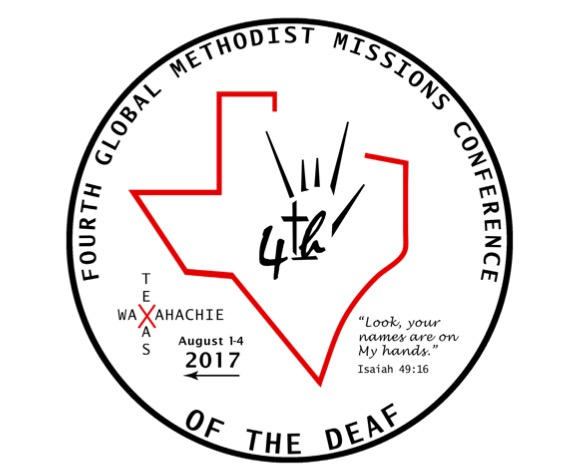 FOURTH GLOBAL METHODIST MISSIONS CONFERENCE
4th
TEXAS
WAXAHACHIE
August 1-4
2017
“Look, your
names are on
My hands.”
Isaiah 49:16
OF THE DEAF